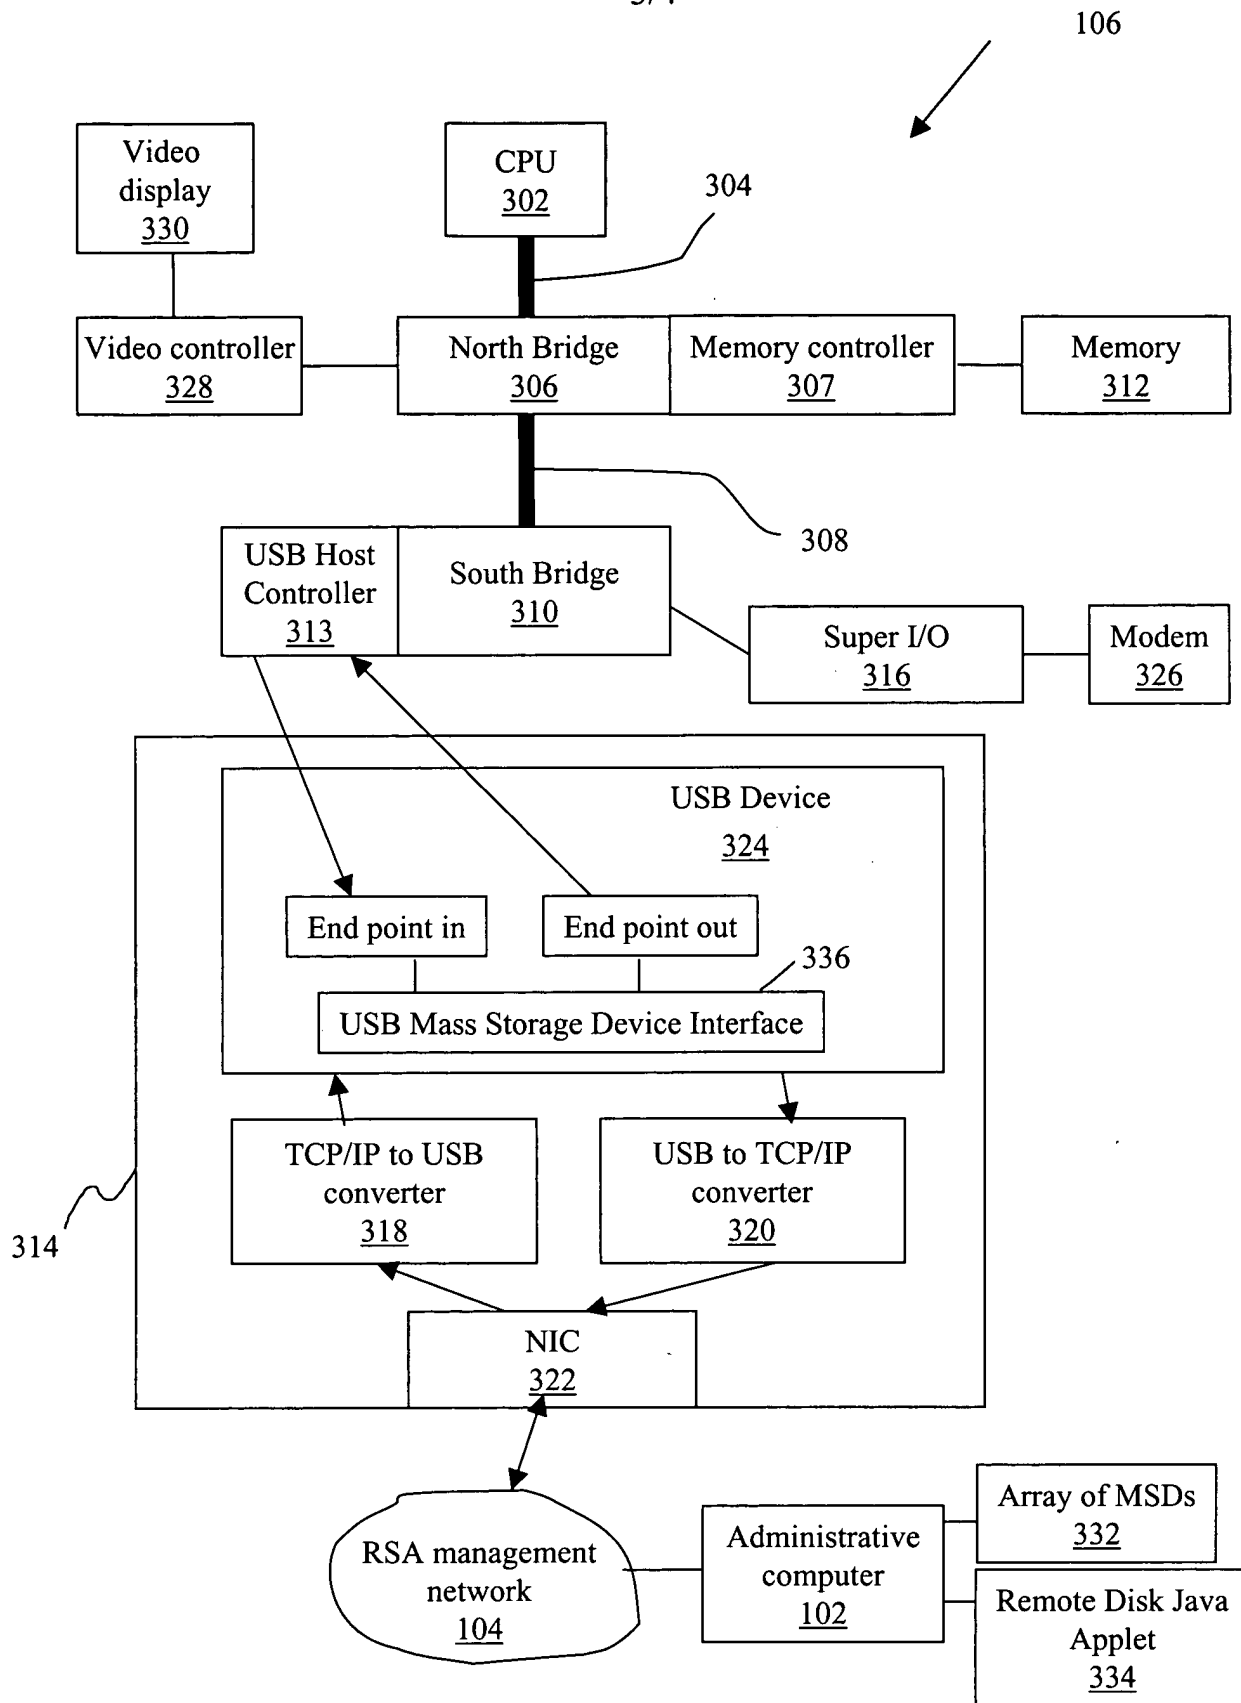 106
Video
display
330
CPU
302
304
Video controller
328
North Bridge
306
Memory controller
307
Memory
312
308
USB Host
Controller
313
South Bridge
310
Super I/O
316
Modem
326
USB Device
324
End point in
End point out
336
USB Mass Storage Device Interface
TCP/IP to USB
converter
318
USB to TCP/IP
converter
320
314
NIC
322
RSA management
network
104
Administrative
computer
102
Array of MSDs
332
Remote Disk Java
Applet
334